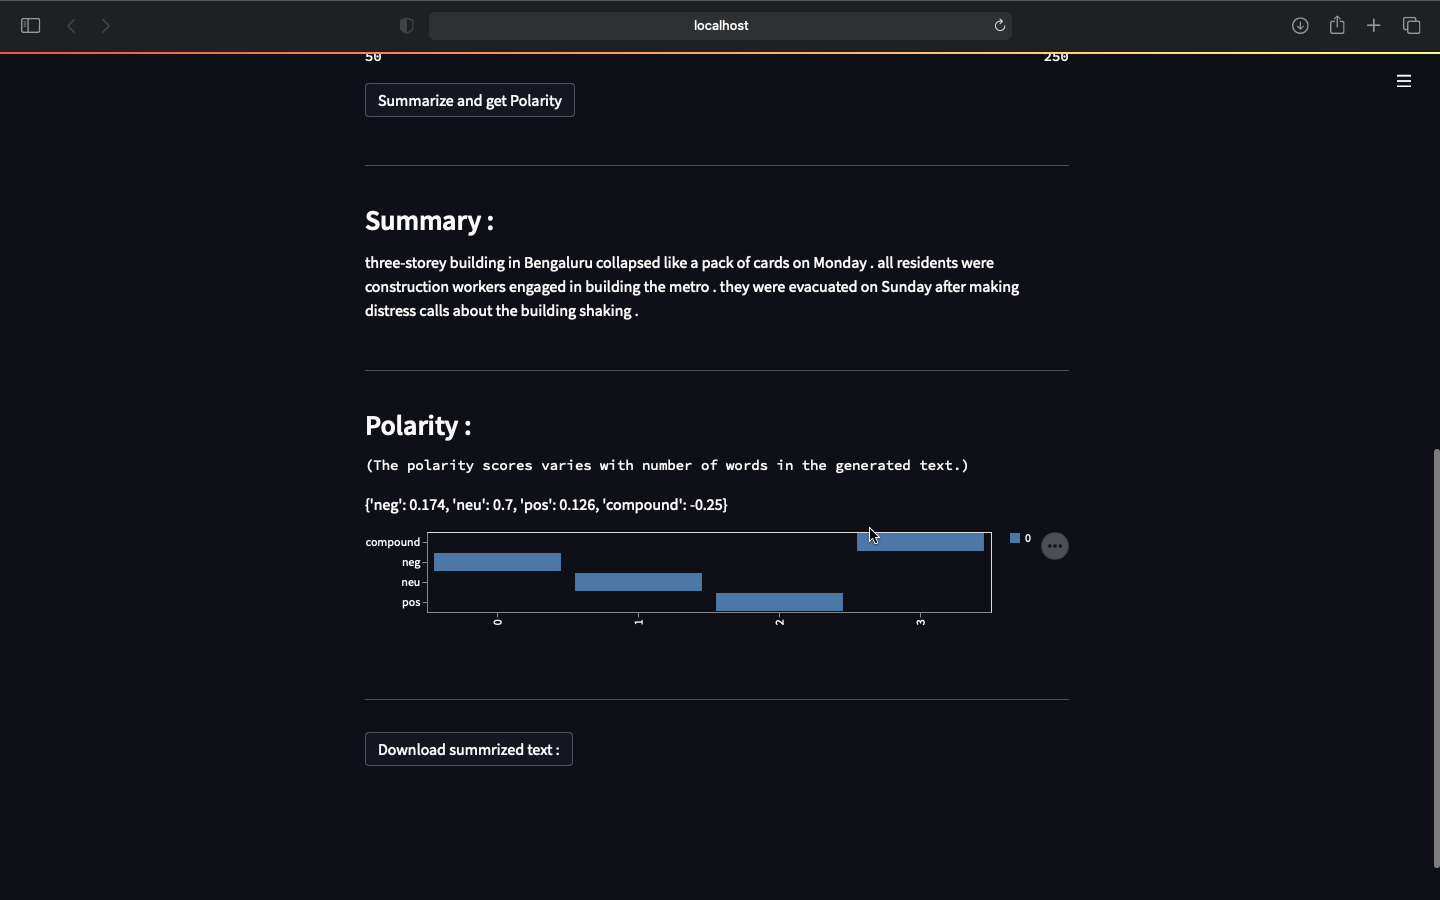 localhost
50 250
Summarize and get Polarity
Summary :
three-storey building in Bengaluru collapsed like a pack of cards on Monday . all residents were
construction workers engaged in building the metro . they were evacuated on Sunday after making
distress calls about the building shaking .
Polarity :
(The polarity scores varies with number of words in the generated text.)
{'neg': 0.174, 'neu': 0.7, 'pos': 0.126, 'compound': -0.25}
compound
neg
neu
pos
0 1 2 3
0
Download summrized text :